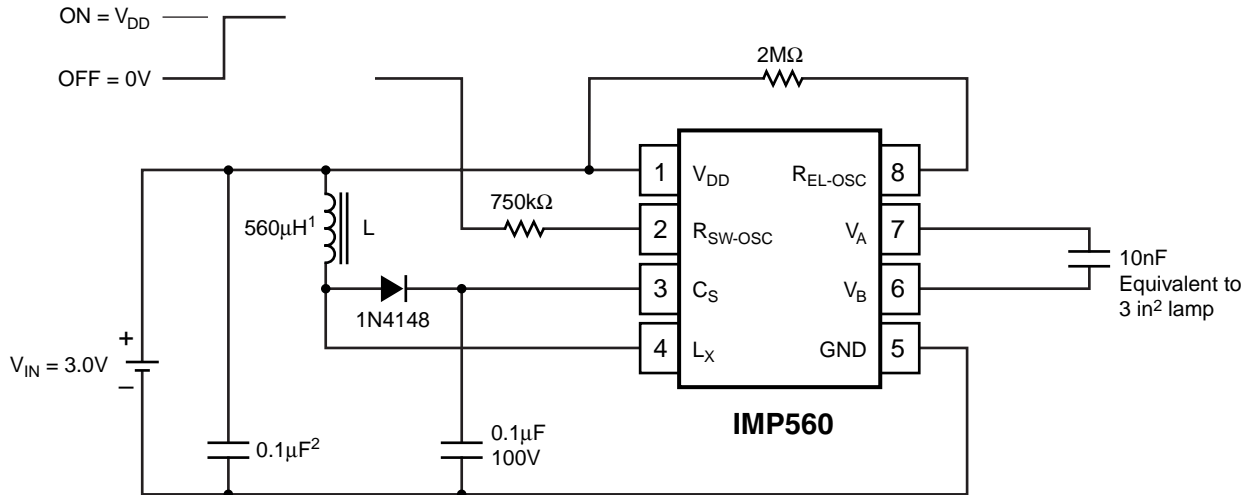 ON = V_DD
OFF = 0V
2MΩ
1 V_DD
R_EL-OSC 8
750kΩ
560μH¹
L
2 R_SW-OSC
V_A 7
10nF
Equivalent to
3 in² lamp
3 C_S
V_B 6
1N4148
+
V_IN = 3.0V
–
4 L_X
GND 5
IMP560
0.1μF²
0.1μF
100V